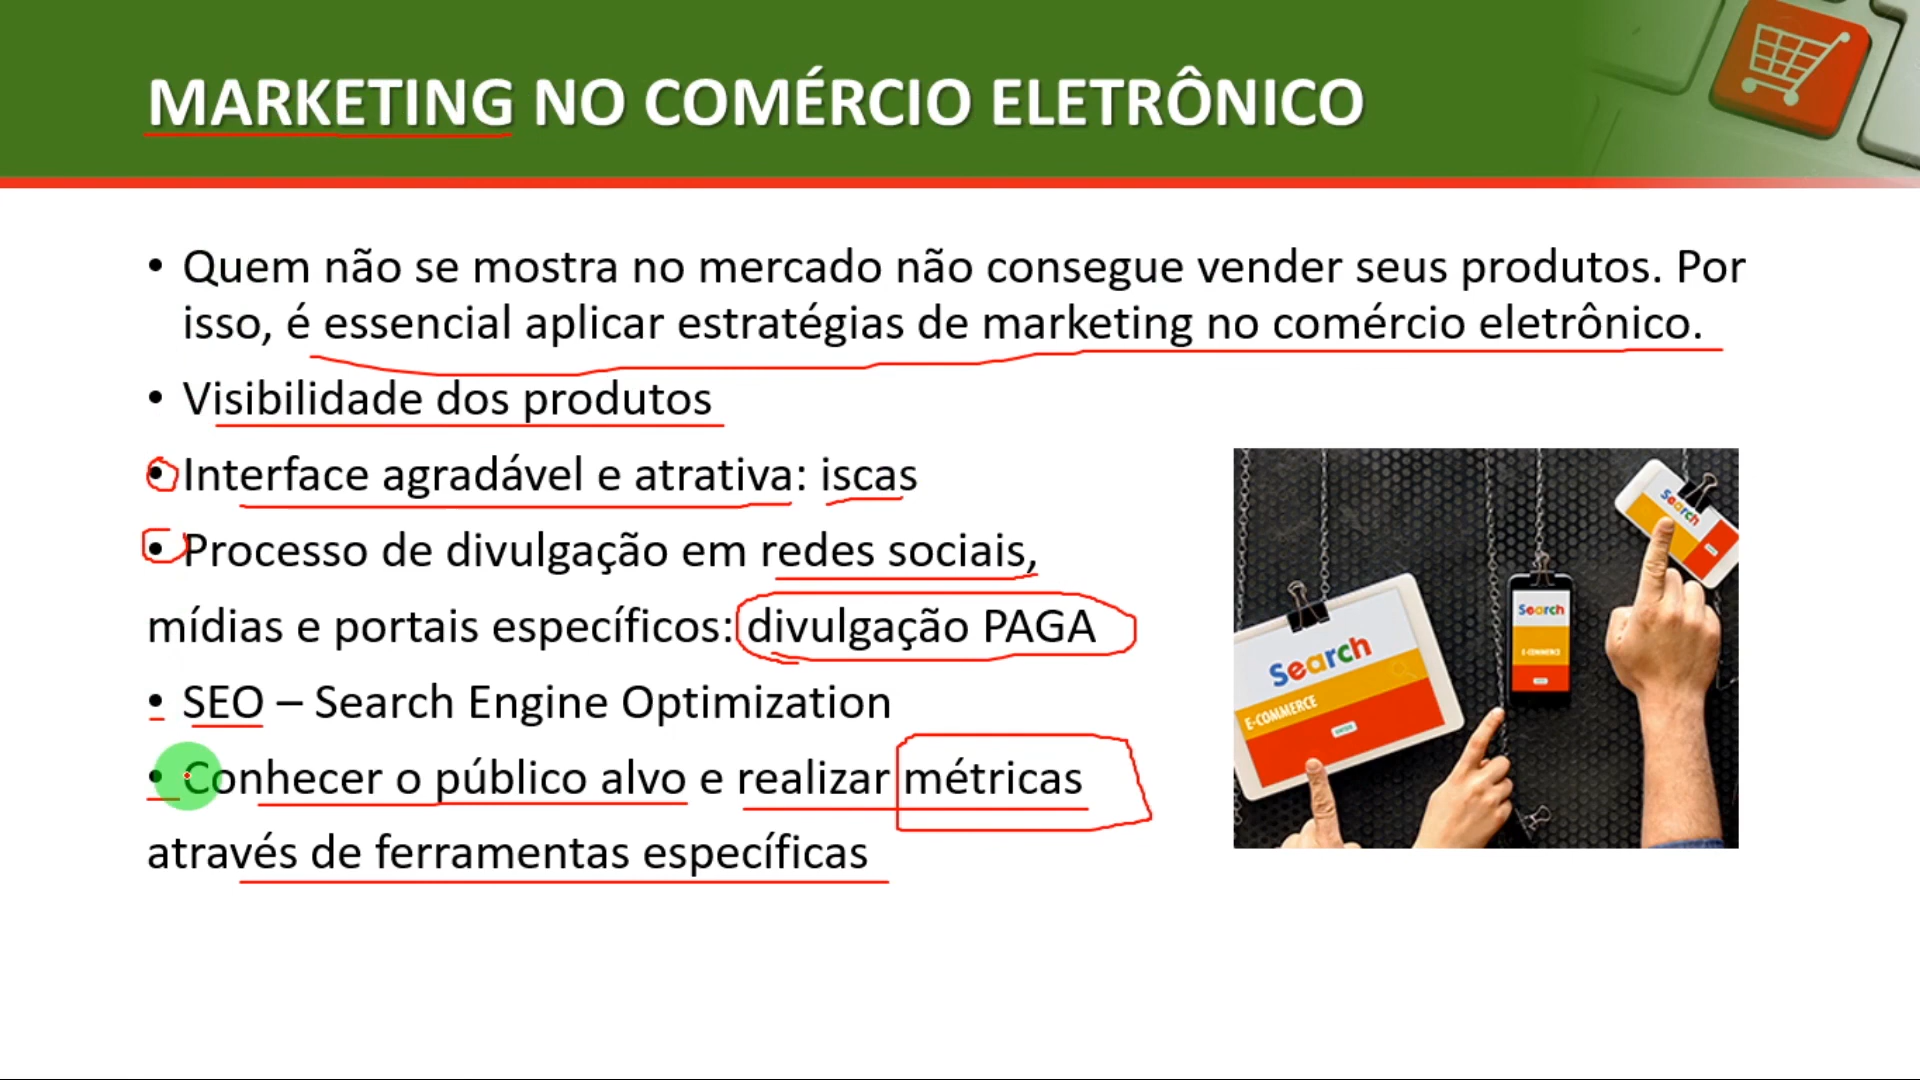 MARKETING NO COMÉRCIO ELETRÔNICO
• Quem não se mostra no mercado não consegue vender seus produtos. Por
isso, é essencial aplicar estratégias de marketing no comércio eletrônico.
• Visibilidade dos produtos
• Interface agradável e atrativa: iscas
• Processo de divulgação em redes sociais,
mídias e portais específicos: divulgação PAGA
• SEO – Search Engine Optimization
• Conhecer o público alvo e realizar métricas
através de ferramentas específicas
Search
E-COMMERCE
Search
E-COMMERCE
Search